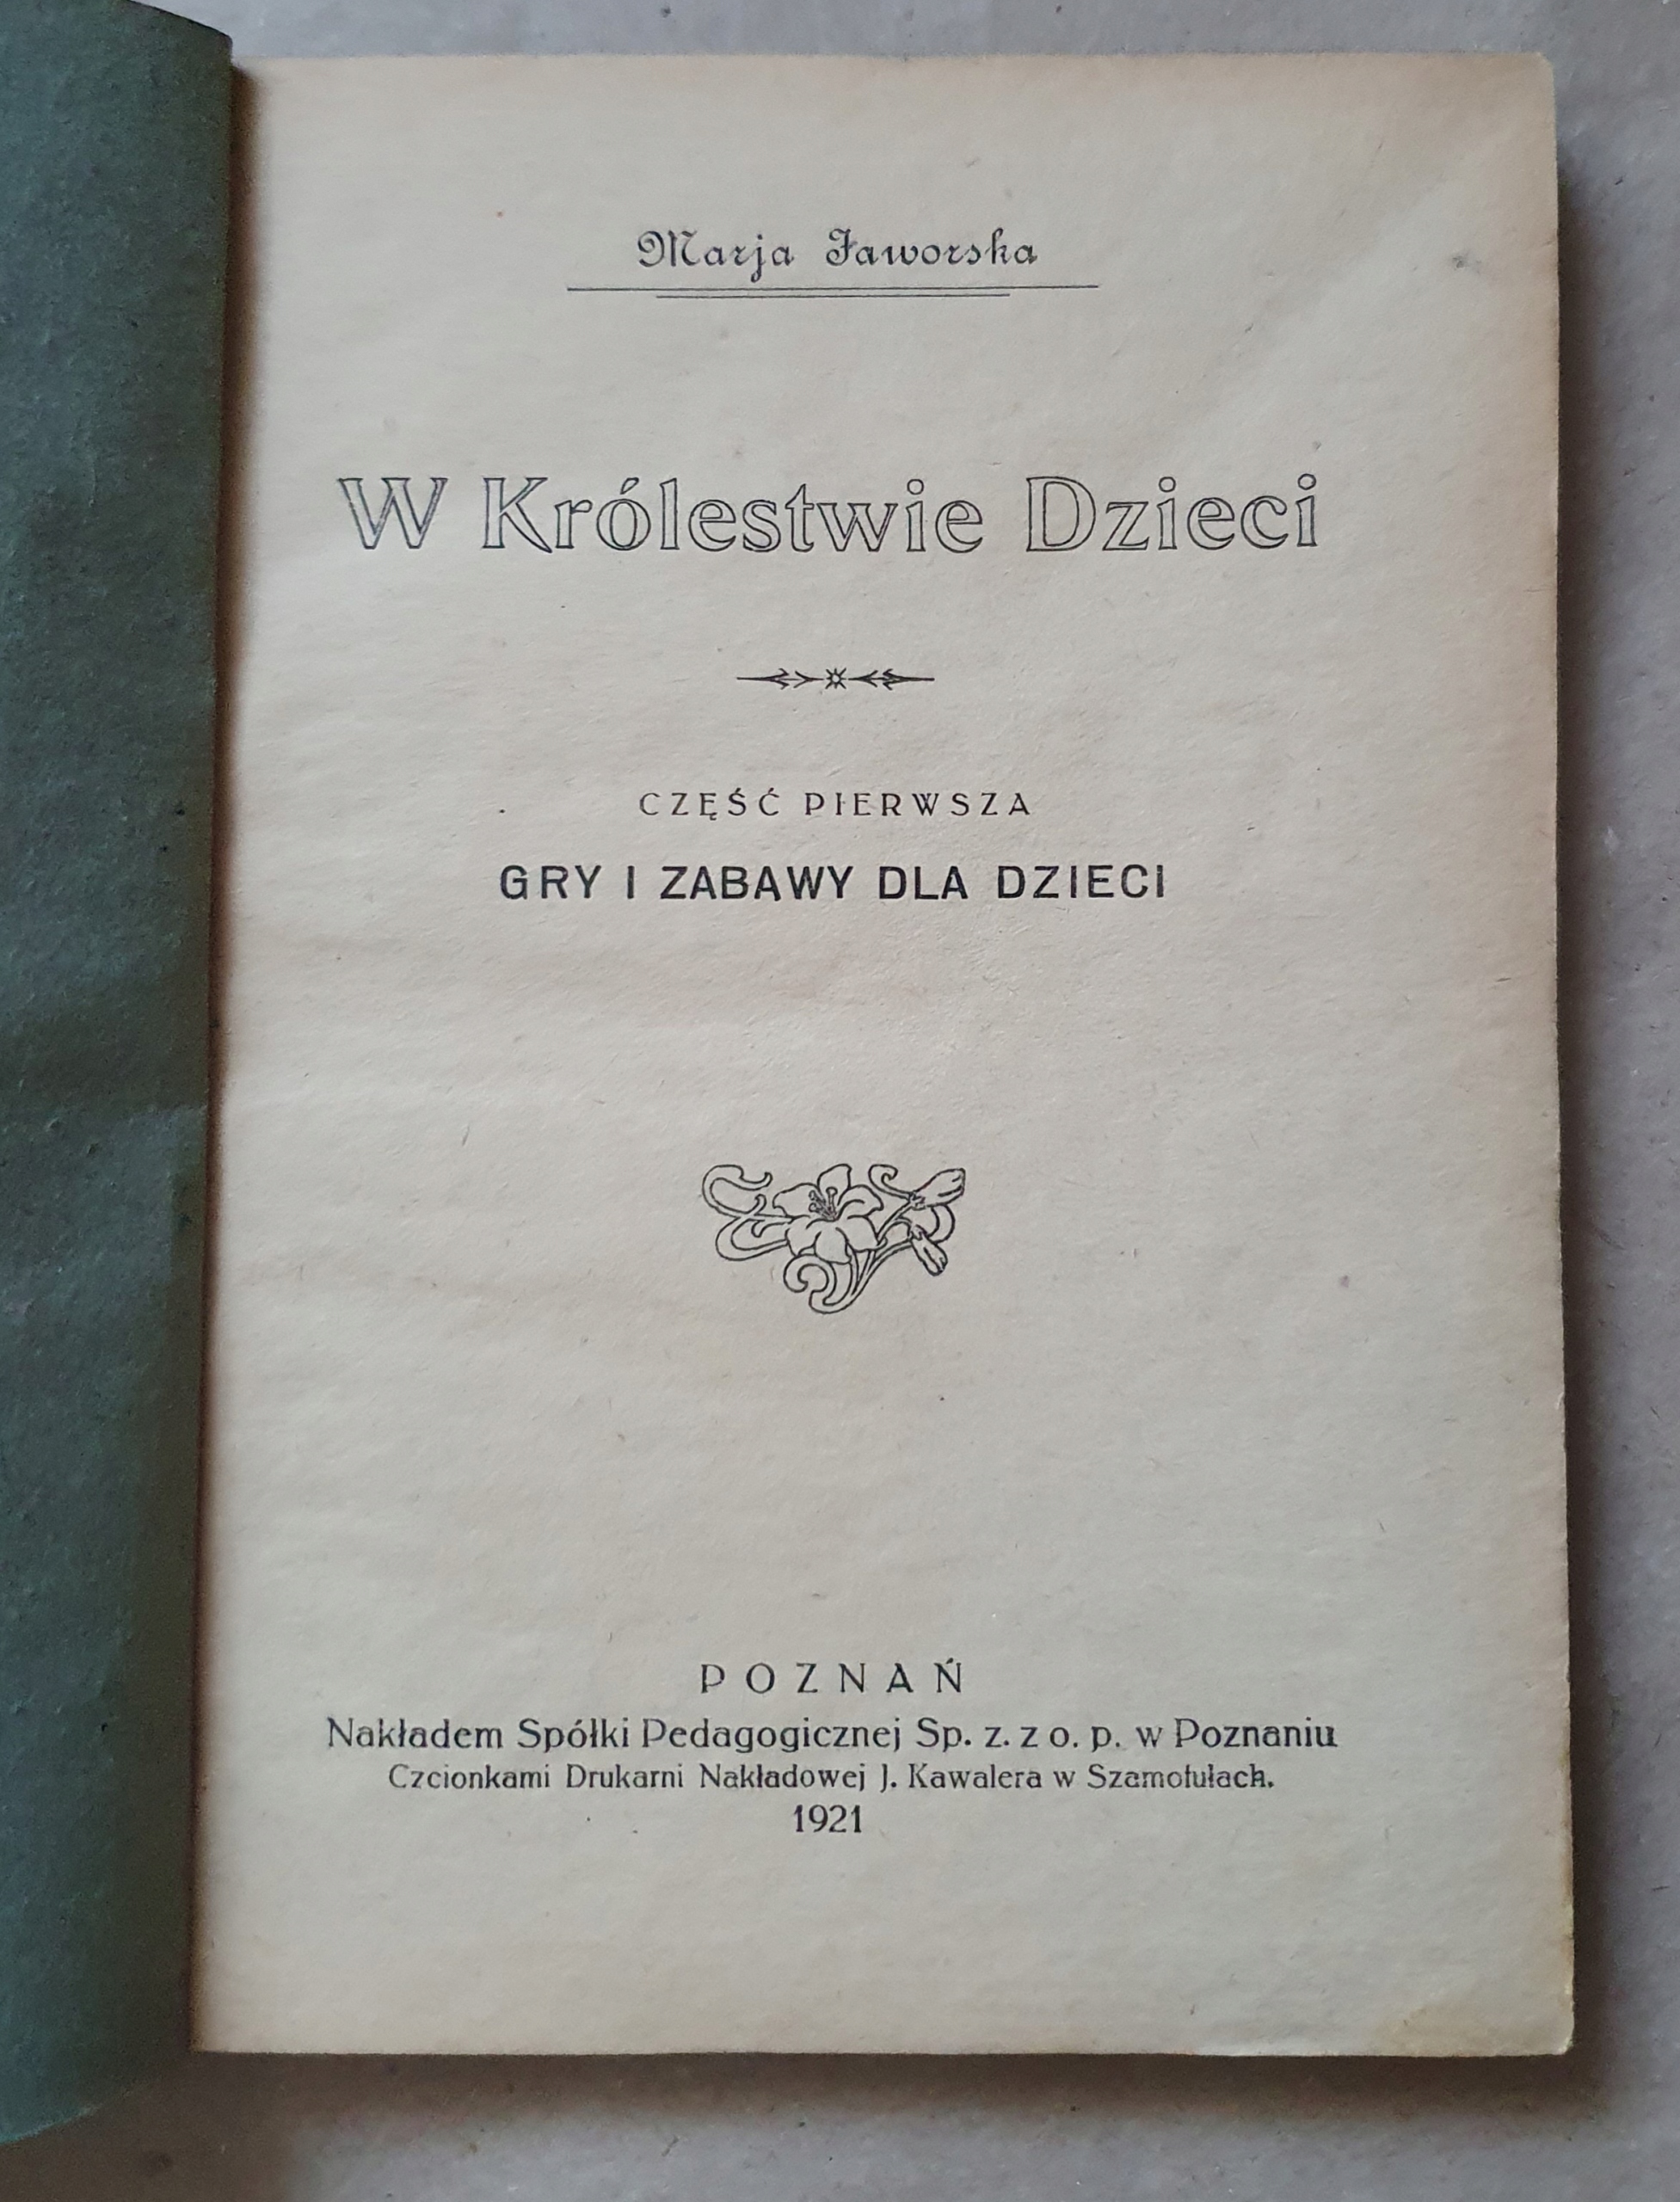 Marja Jaworska
W Królestwie Dzieci
CZĘŚĆ PIERWSZA
GRY I ZABAWY DLA DZIECI
POZNAŃ
Nakładem Spółki Pedagogicznej Sp. z. z o. p. w Poznaniu
Czcionkami Drukarni Nakładowej J. Kawalera w Szamotułach.
1921